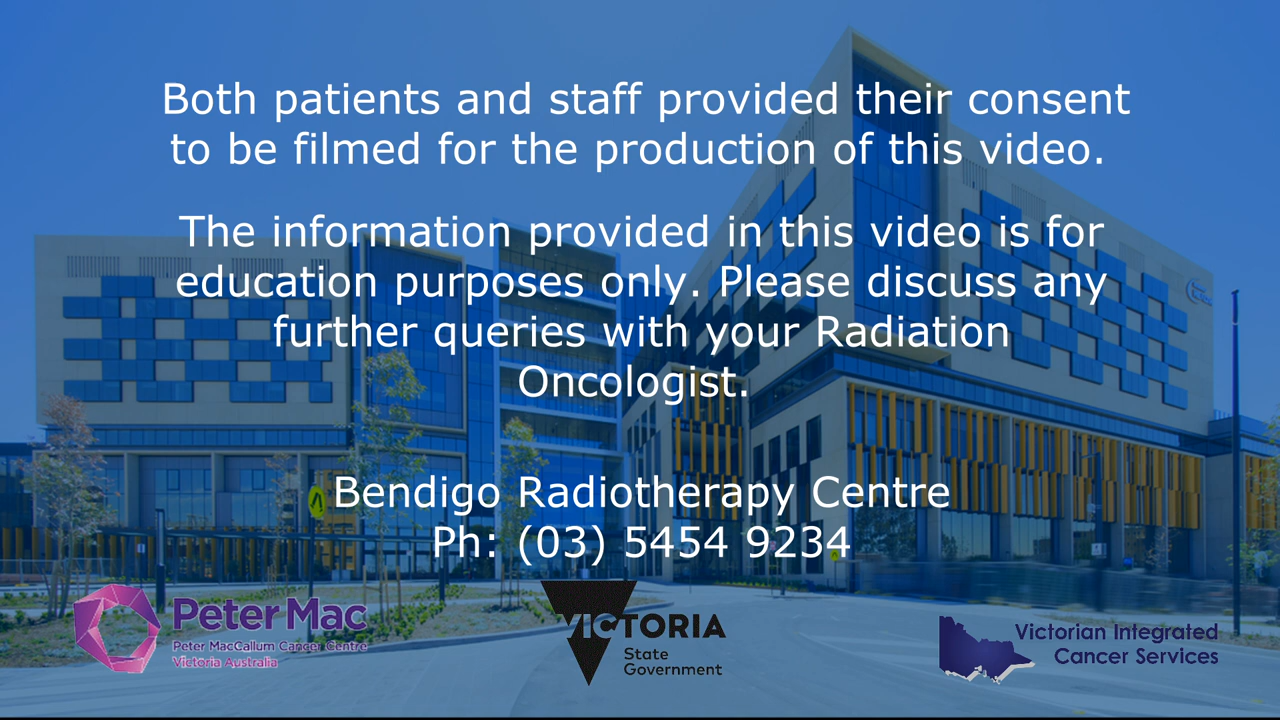 Both patients and staff provided their consent
to be filmed for the production of this video.
The information provided in this video is for
education purposes only. Please discuss any
further queries with your Radiation
Oncologist.
Bendigo Radiotherapy Centre
Ph: (03) 5454 9234
Peter Mac
Peter MacCallum Cancer Centre
Victoria Australia
VICTORIA
State
Government
Victorian Integrated
Cancer Services